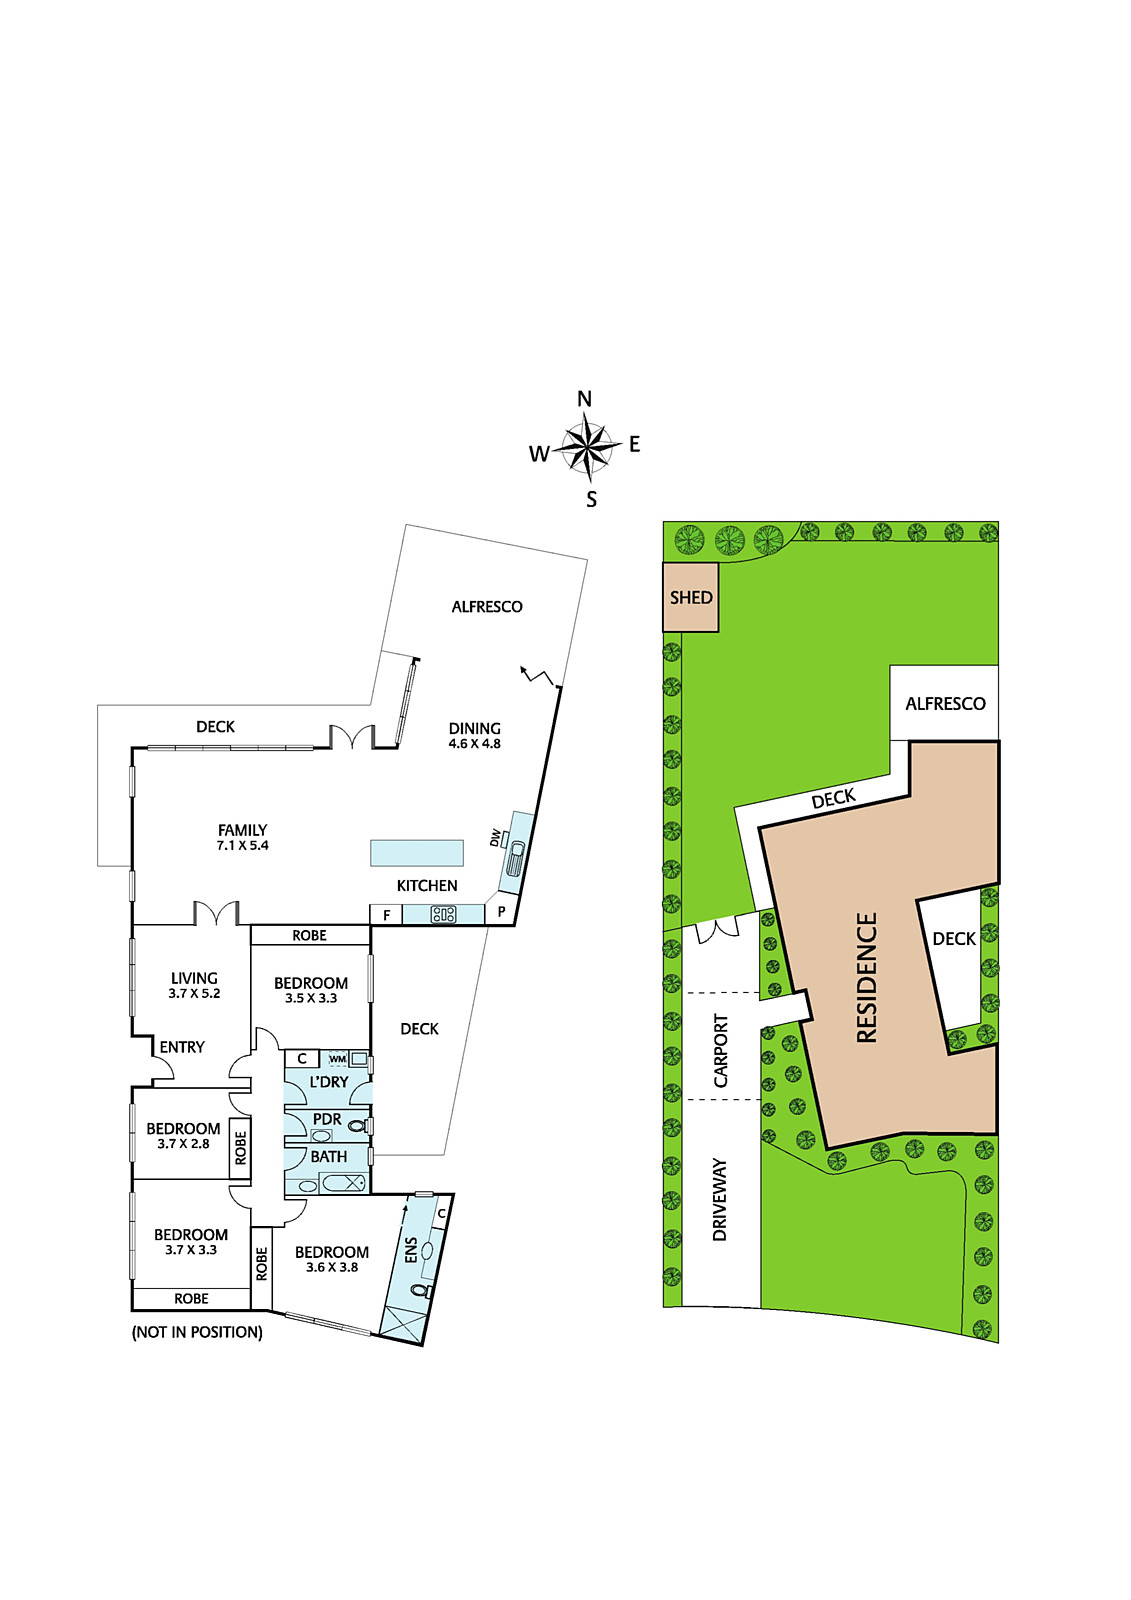 N
W
E
S
ALFRESCO
DECK
DINING
4.6 X 4.8
FAMILY
7.1 X 5.4
DW
KITCHEN
F
P
ROBE
LIVING
3.7 X 5.2
BEDROOM
3.5 X 3.3
DECK
ENTRY
C
WM
L'DRY
BEDROOM
3.7 X 2.8
ROBE
PDR
BATH
C
BEDROOM
3.7 X 3.3
ROBE
BEDROOM
3.6 X 3.8
ENS
ROBE
(NOT IN POSITION)
SHED
ALFRESCO
DECK
DECK
RESIDENCE
CARPORT
DRIVEWAY